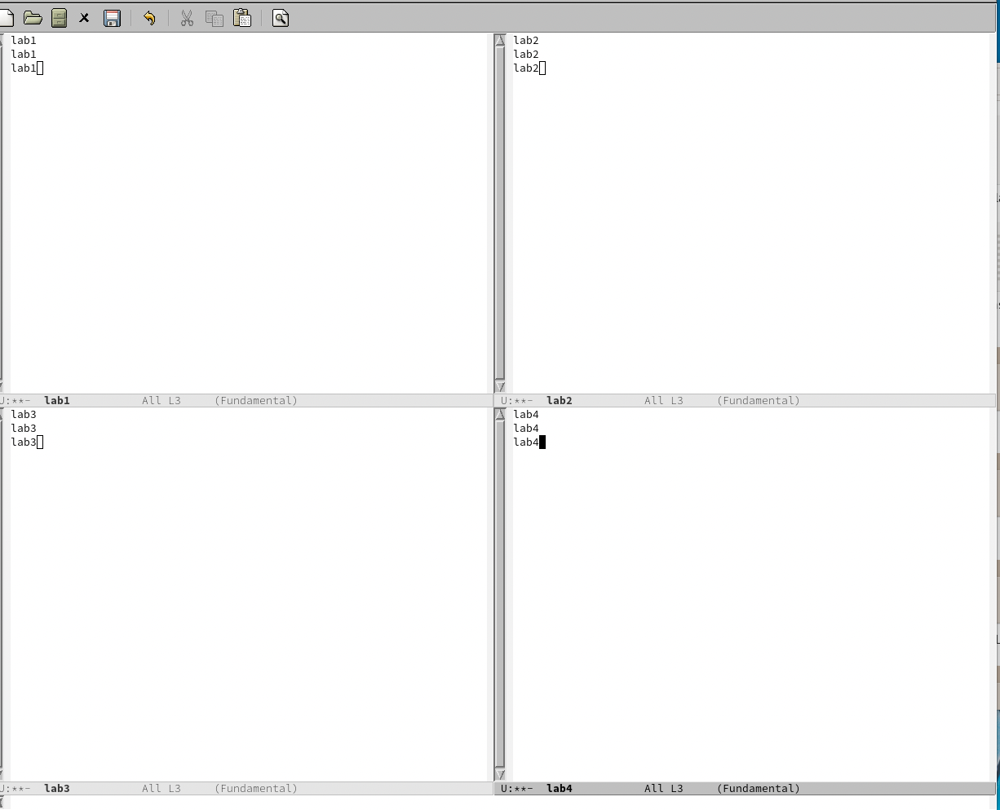 lab1
lab1
lab1
U:**-  lab1           All L3     (Fundamental)
lab2
lab2
lab2
U:**-  lab2           All L3     (Fundamental)
lab3
lab3
lab3
U:**-  lab3           All L3     (Fundamental)
lab4
lab4
lab4
U:**-  lab4           All L3     (Fundamental)